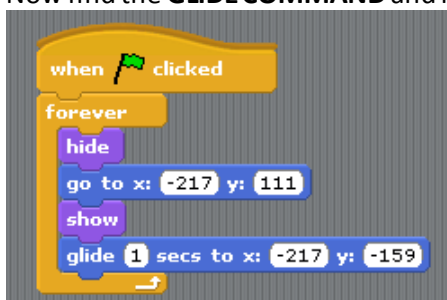 Now find the GLIDE COMMAND and
when clicked
forever
hide
go to x: -217 y: 111
show
glide 1 secs to x: -217 y: -159